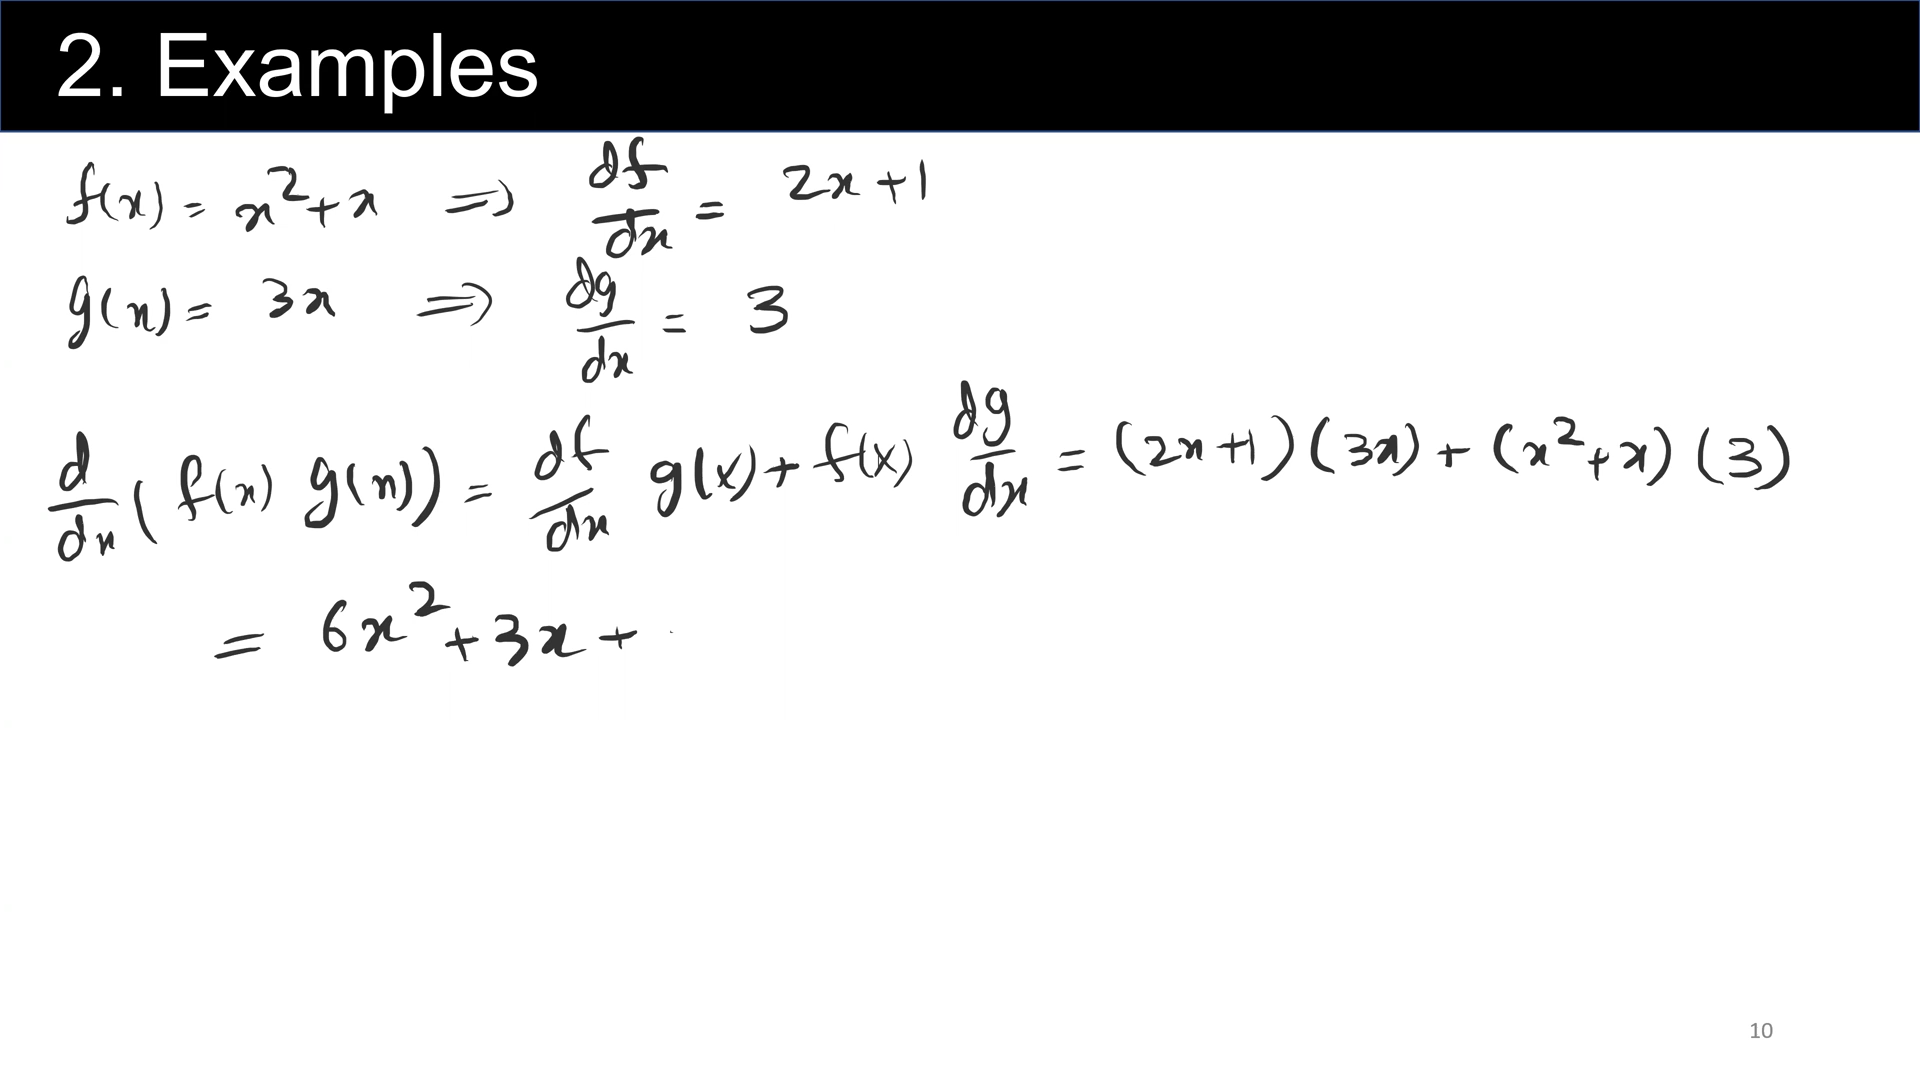 2. Examples
f(x) = x²+x ⇒ df/dx = 2x+1
g(x) = 3x ⇒ dg/dx = 3
d/dx (f(x) g(x)) = df/dx g(x) + f(x) dg/dx = (2x+1)(3x) + (x²+x)(3)
= 6x² + 3x +
10